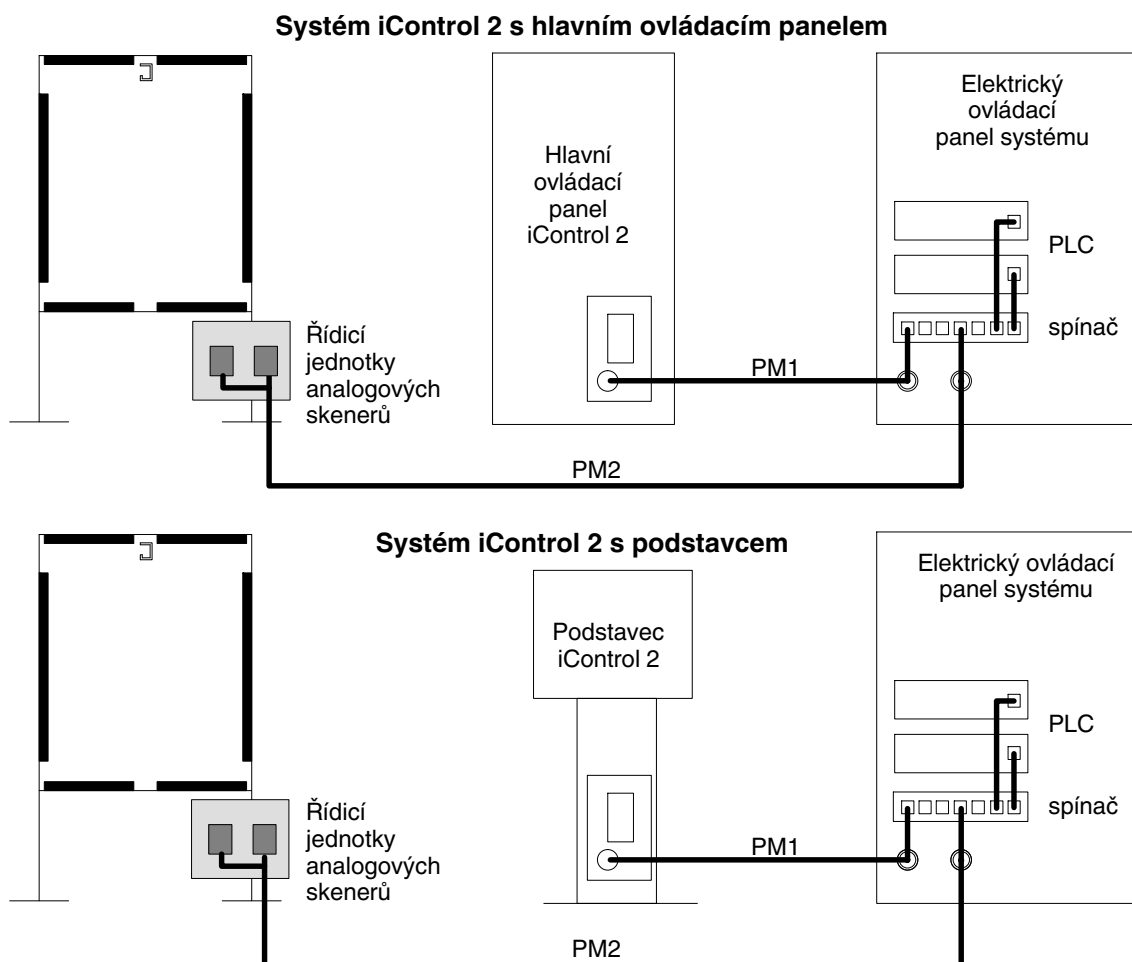 Systém iControl 2 s hlavním ovládacím panelem
Elektrický
ovládací
panel systému
Hlavní
ovládací
panel
iControl 2
PLC
spínač
Řídicí
jednotky
analogových
skenerů
PM1
PM2
Systém iControl 2 s podstavcem
Elektrický ovládací
panel systému
Podstavec
iControl 2
PLC
spínač
Řídicí
jednotky
analogových
skenerů
PM1
PM2